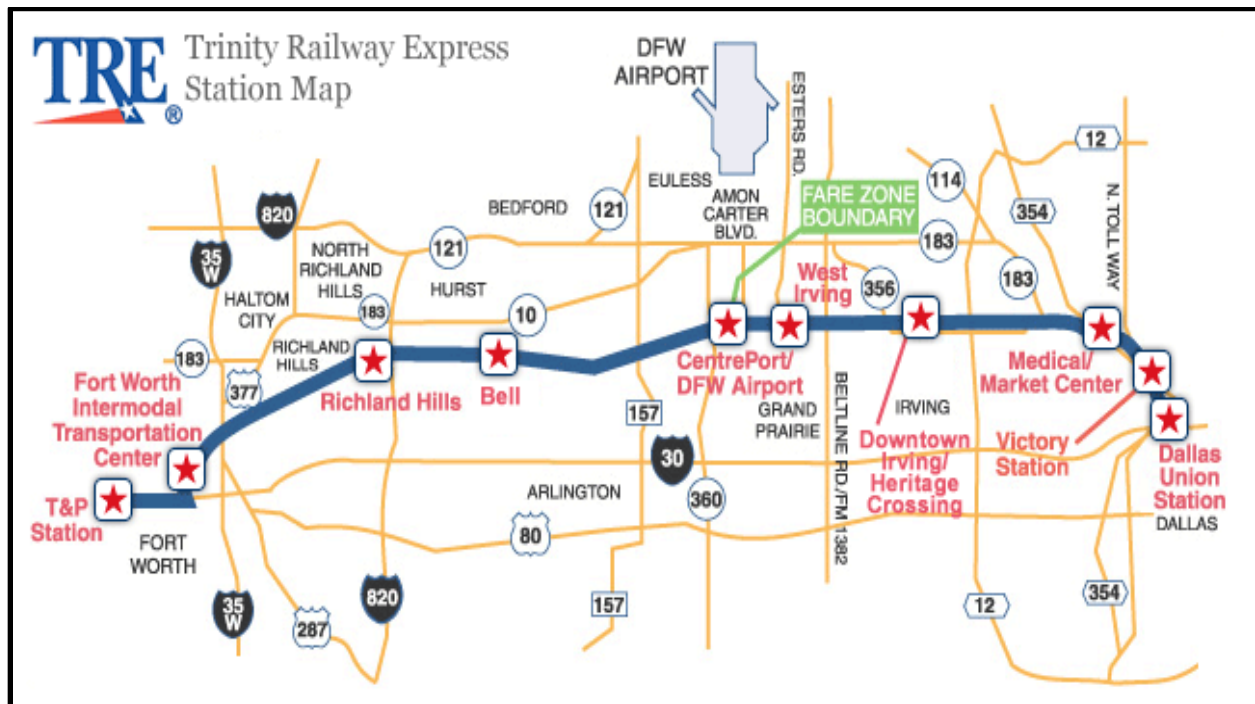 TRE
®
Trinity Railway Express
Station Map
DFW
AIRPORT
ESTERS RD.
12
N. TOLL WAY
820
EULESS
114
FARE ZONE
BOUNDARY
AMON
CARTER
BLVD.
BEDFORD
121
354
35
W
121
183
NORTH
RICHLAND
HILLS
HURST
West
Irving
356
183
HALTOM
CITY
183
10
183
RICHLAND
HILLS
377
Fort Worth
Intermodal
Transportation
Center
Richland Hills
Bell
CentrePort/
DFW Airport
Medical/
Market Center
157
GRAND
PRAIRIE
BELTLINE RD./FM 1382
IRVING
30
Downtown
Irving/
Heritage
Crossing
Victory
Station
Dallas
Union
Station
DALLAS
T&P
Station
ARLINGTON
360
80
FORT
WORTH
35
W
287
820
157
12
354